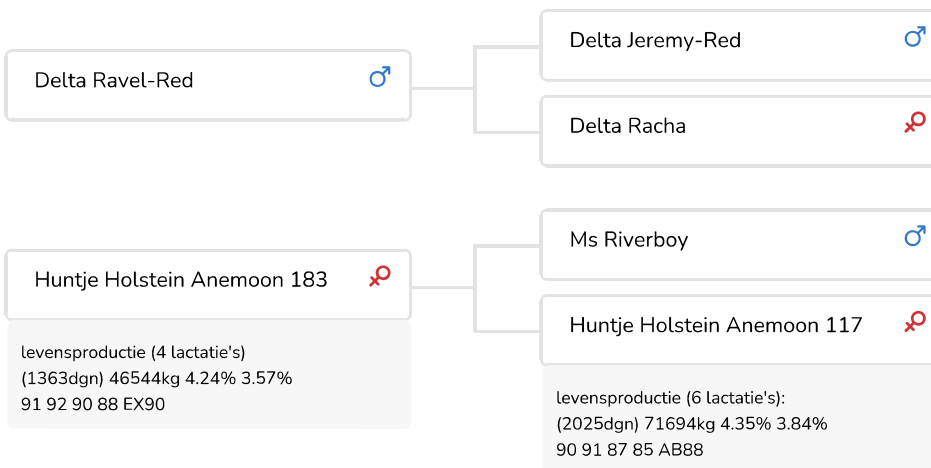 Delta Jeremy-Red
Delta Ravel-Red
Delta Racha
Ms Riverboy
Huntje Holstein Anemoon 183
Huntje Holstein Anemoon 117
levensproductie (4 lactatie's)
(1363dgn) 46544kg 4.24% 3.57%
91 92 90 88 EX90
levensproductie (6 lactatie's):
(2025dgn) 71694kg 4.35% 3.84%
90 91 87 85 AB88